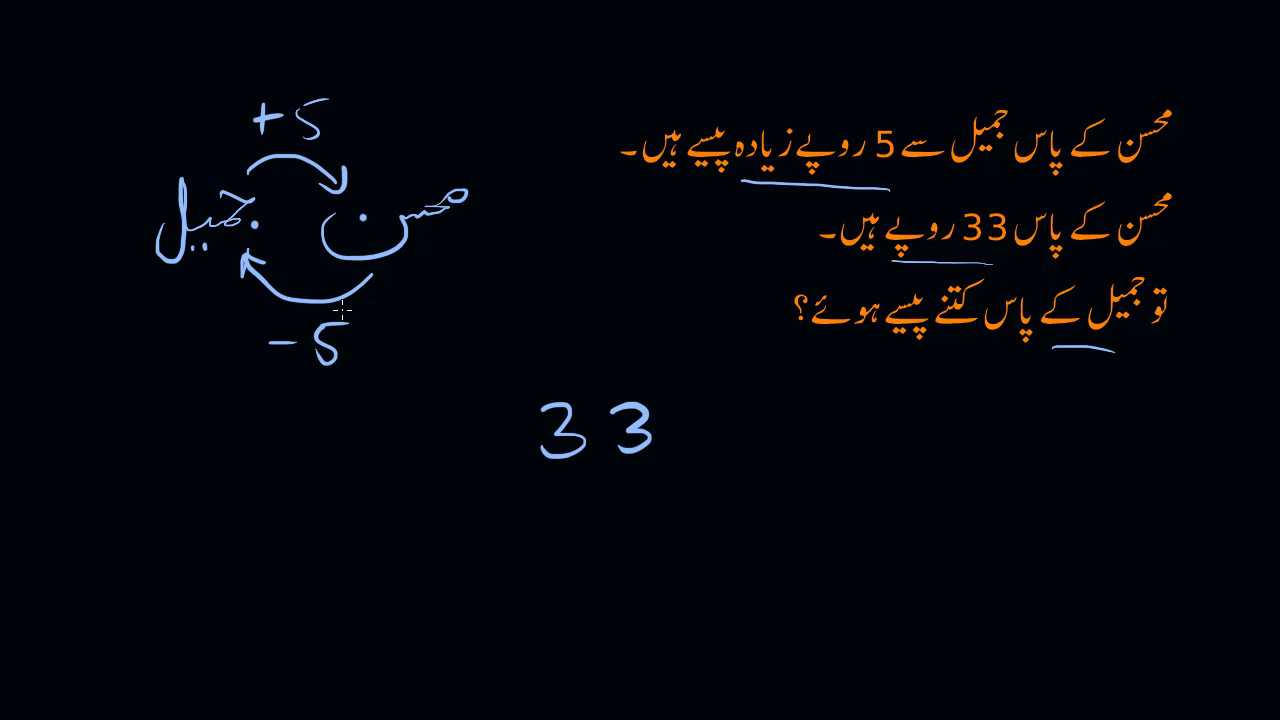 محسن کے پاس جمیل سے 5 روپے زیادہ پیسے ہیں۔
محسن کے پاس 33 روپے ہیں۔
تو جمیل کے پاس کتنے پیسے ہوئے؟
+5
محسن جمیل
-5
33